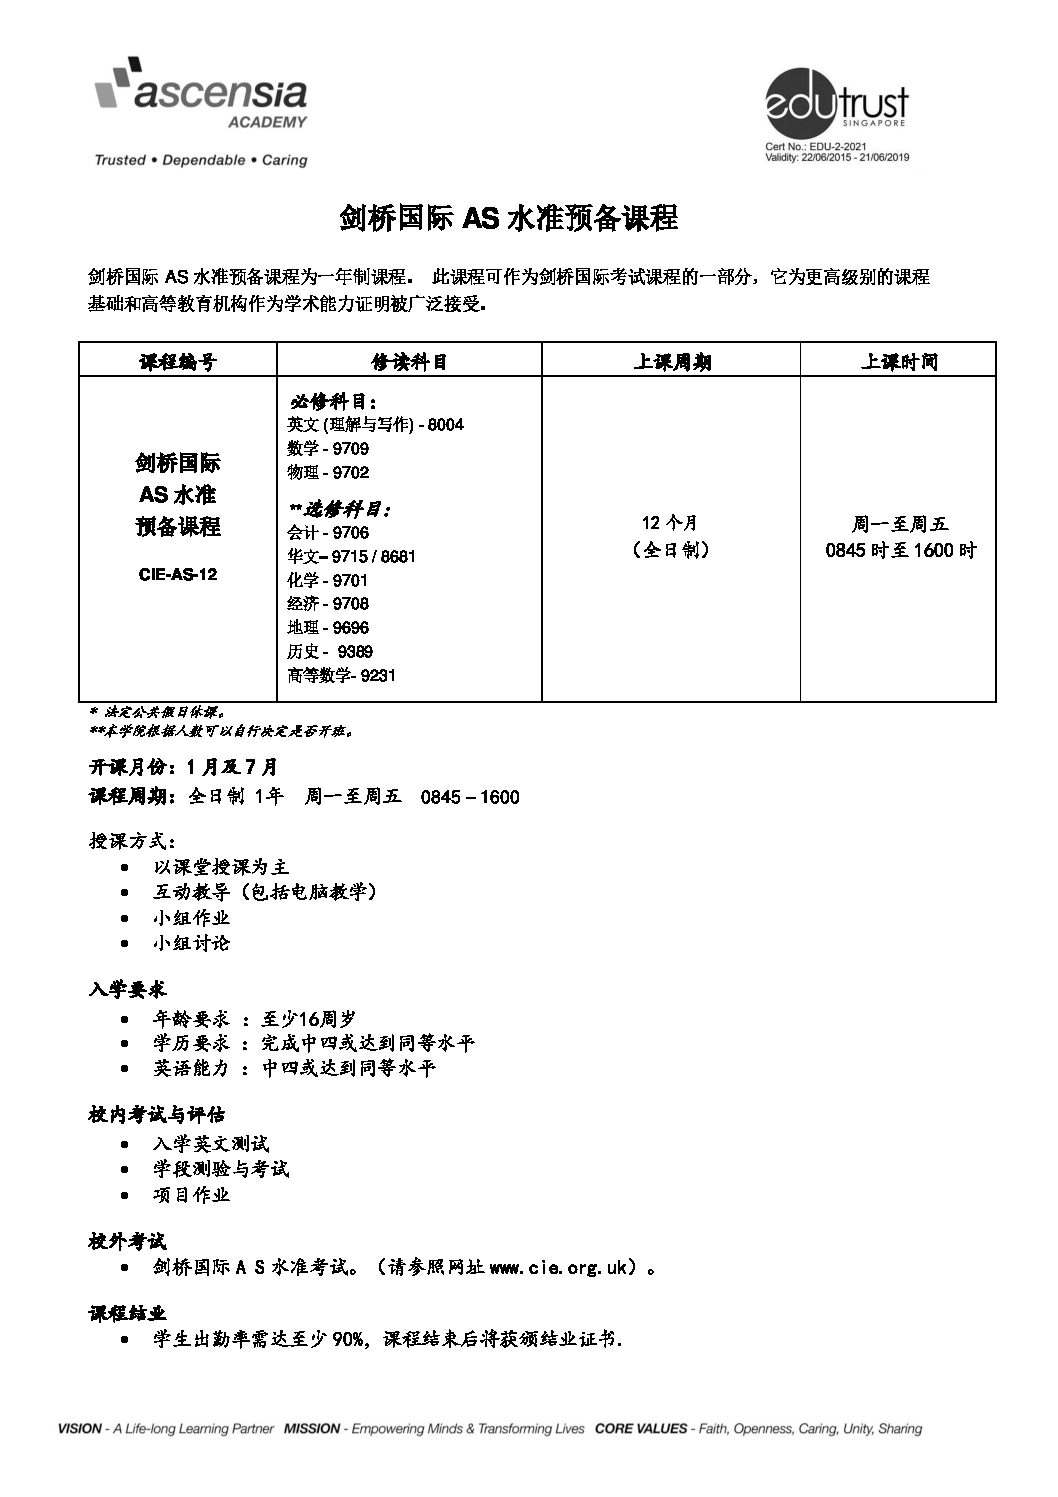 ascensia
ACADEMY
Trusted • Dependable • Caring
edutrust
SINGAPORE
Cert No.: EDU-2-2021
Validity: 22/06/2015 - 21/06/2019
剑桥国际 AS 水准预备课程
剑桥国际 AS 水准预备课程为一年制课程。 此课程可作为剑桥国际考试课程的一部分，它为更高级别的课程
基础和高等教育机构作为学术能力证明被广泛接受。
课程编号 修读科目 上课周期 上课时间
剑桥国际
AS 水准
预备课程
CIE-AS-12
必修科目：
英文 (理解与写作) - 8004
数学 - 9709
物理 - 9702
**选修科目：
会计 - 9706
华文– 9715 / 8681
化学 - 9701
经济 - 9708
地理 - 9696
历史 - 9389
高等数学- 9231
12 个月
（全日制）
周一至周五
0845 时至 1600 时
* 法定公共假日休课。
**本学院根据人数可以自行决定是否开班。
开课月份：1 月及 7 月
课程周期：全日制 1年 周一至周五 0845 – 1600
授课方式：
• 以课堂授课为主
• 互动教导（包括电脑教学）
• 小组作业
• 小组讨论
入学要求
• 年龄要求 ：至少16周岁
• 学历要求 ：完成中四或达到同等水平
• 英语能力 ：中四或达到同等水平
校内考试与评估
• 入学英文测试
• 学段测验与考试
• 项目作业
校外考试
• 剑桥国际A S 水准考试。（请参照网址 www.cie.org.uk）。
课程结业
• 学生出勤率需达至少 90%，课程结束后将获颁结业证书.
VISION - A Life-long Learning Partner MISSION - Empowering Minds & Transforming Lives CORE VALUES - Faith, Openness, Caring, Unity, Sharing